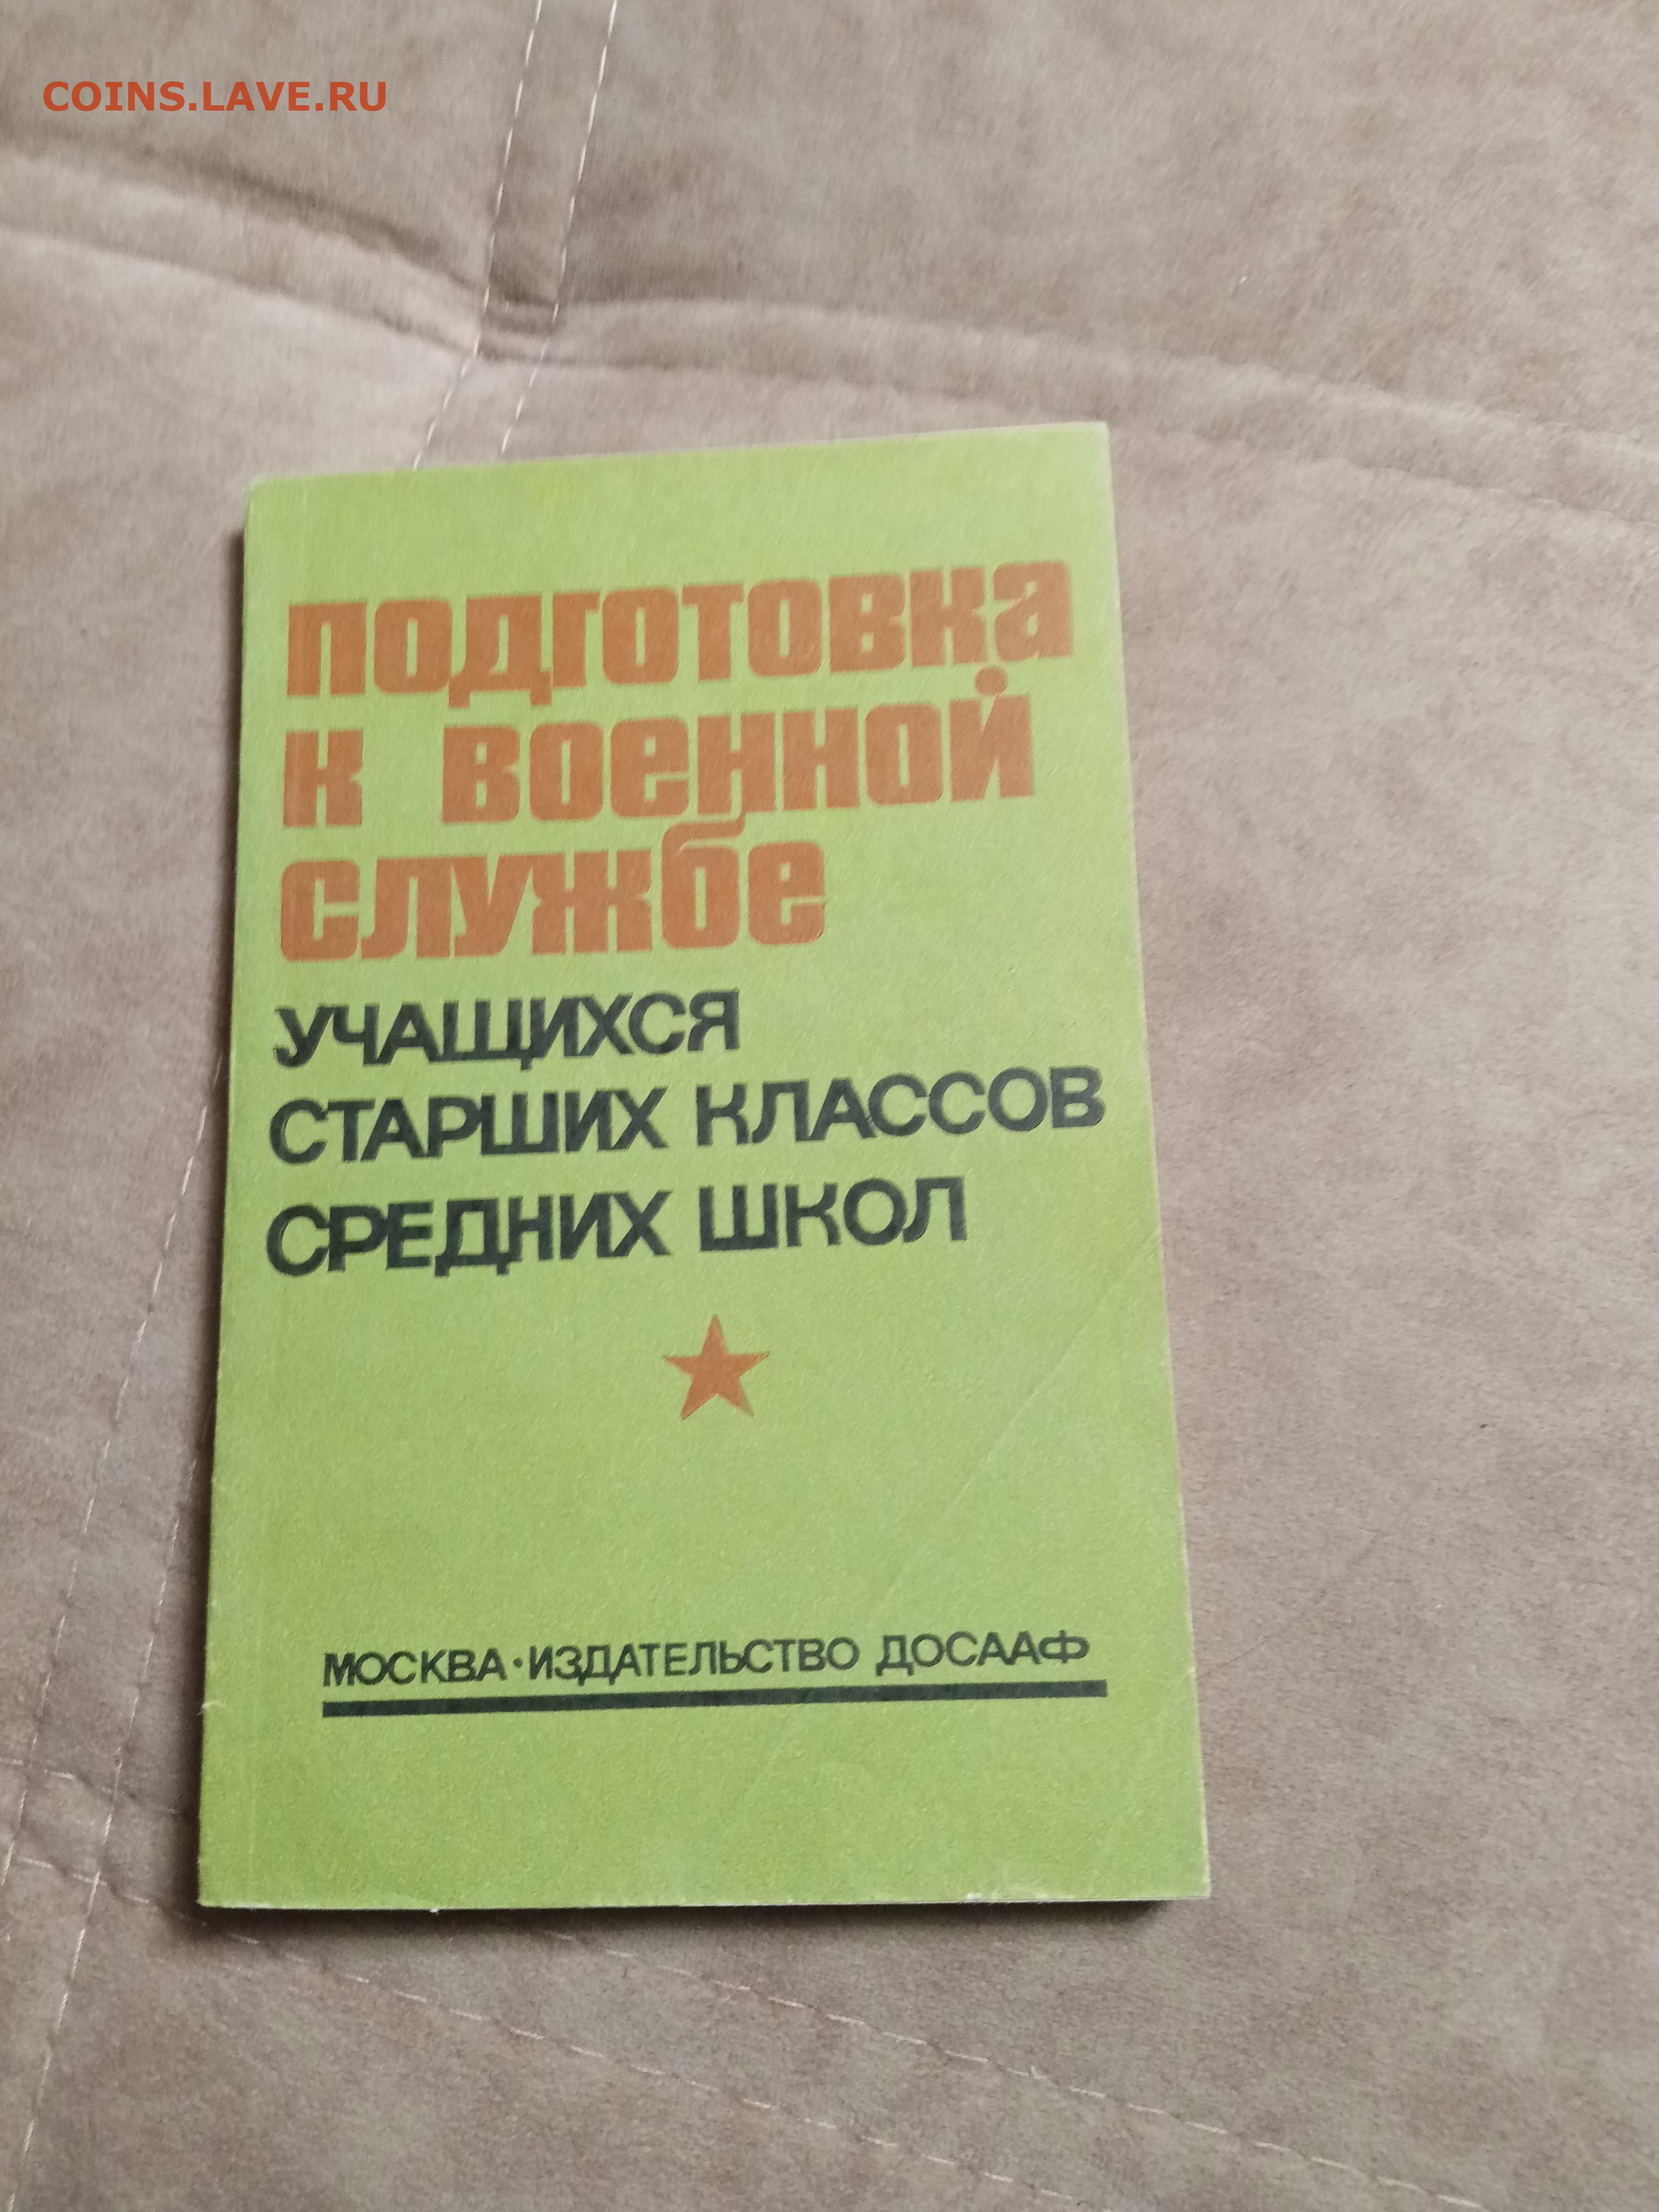 COINS.LAVE.RU
подготовка
к военной
службе
УЧАЩИХСЯ
СТАРШИХ КЛАССОВ
СРЕДНИХ ШКОЛ
МОСКВА·ИЗДАТЕЛЬСТВО ДОСААФ